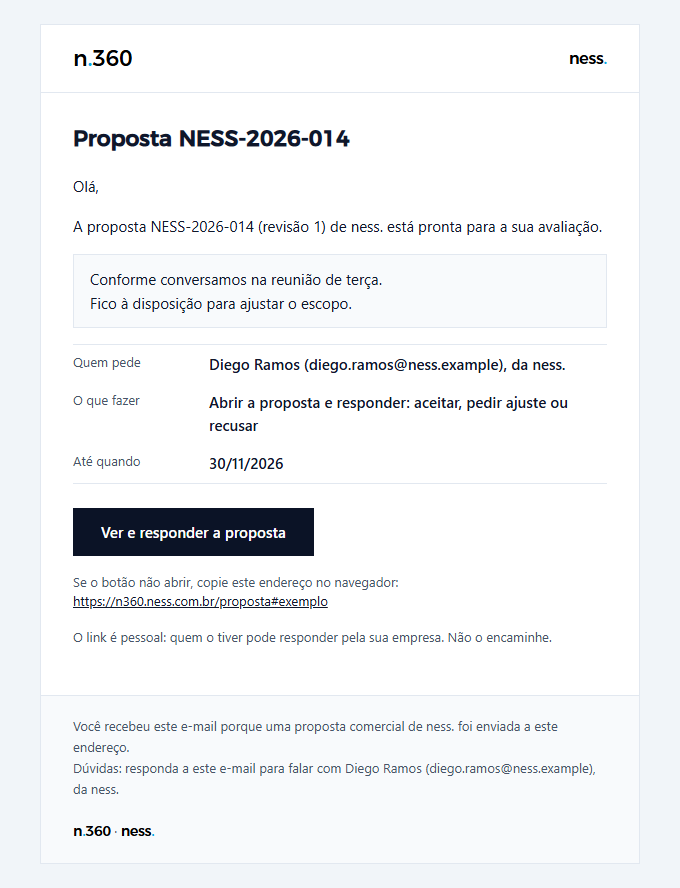 n.360
ness.
Proposta NESS-2026-014
Olá,
A proposta NESS-2026-014 (revisão 1) de ness. está pronta para a sua avaliação.
Conforme conversamos na reunião de terça.
Fico à disposição para ajustar o escopo.
Quem pede
Diego Ramos (diego.ramos@ness.example), da ness.
O que fazer
Abrir a proposta e responder: aceitar, pedir ajuste ou
recusar
Até quando
30/11/2026
Ver e responder a proposta
Se o botão não abrir, copie este endereço no navegador:
https://n360.ness.com.br/proposta#exemplo
O link é pessoal: quem o tiver pode responder pela sua empresa. Não o encaminhe.
Você recebeu este e-mail porque uma proposta comercial de ness. foi enviada a este
endereço.
Dúvidas: responda a este e-mail para falar com Diego Ramos (diego.ramos@ness.example),
da ness.
n.360 · ness.